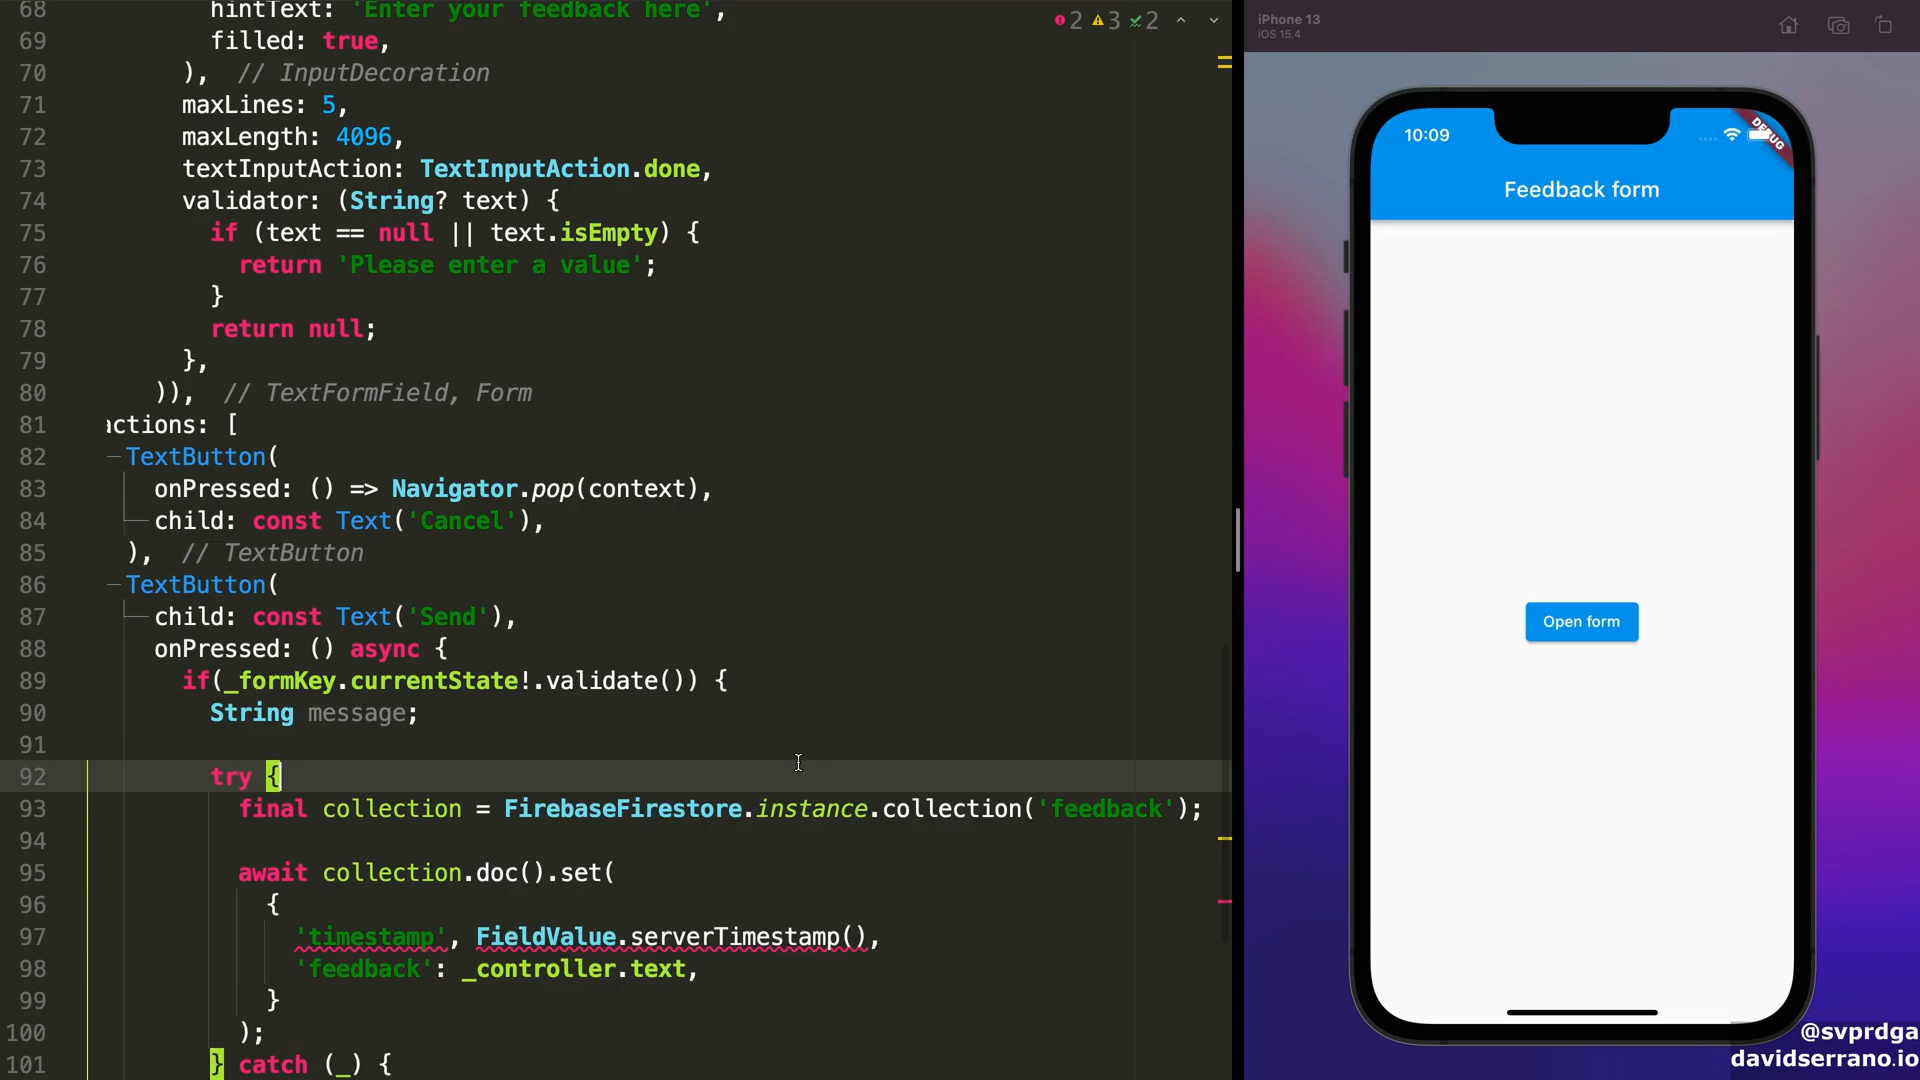 68 hintText: 'Enter your feedback here',
69 filled: true,
70 ), // InputDecoration
71 maxLines: 5,
72 maxLength: 4096,
73 textInputAction: TextInputAction.done,
74 validator: (String? text) {
75 if (text == null || text.isEmpty) {
76 return 'Please enter a value';
77 }
78 return null;
79 },
80 )), // TextFormField, Form
81 actions: [
82 TextButton(
83 onPressed: () => Navigator.pop(context),
84 child: const Text('Cancel'),
85 ), // TextButton
86 TextButton(
87 child: const Text('Send'),
88 onPressed: () async {
89 if(_formKey.currentState!.validate()) {
90 String message;
91
92 try {
93 final collection = FirebaseFirestore.instance.collection('feedback');
94
95 await collection.doc().set(
96 {
97 'timestamp', FieldValue.serverTimestamp(),
98 'feedback': _controller.text,
99 }
100 );
101 } catch (_) {
2 3 2
iPhone 13
iOS 15.4
10:09
DEBUG
Feedback form
Open form
@svprdga
davidserrano.io